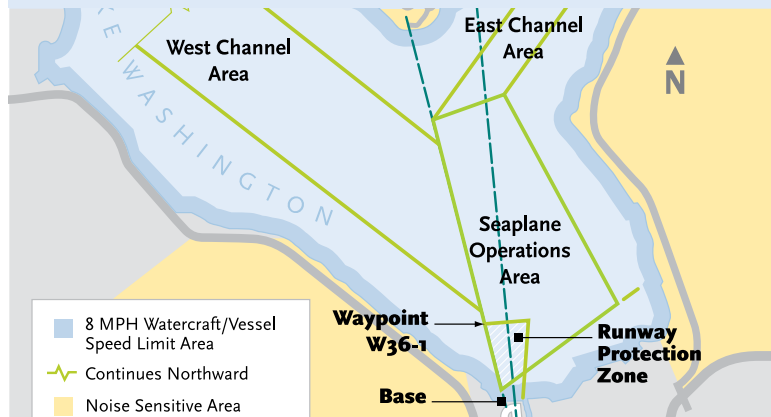 West Channel
Area
East Channel
Area
N
KE WASHINGTON
Seaplane
Operations
Area
Waypoint
W36-1
Runway
Protection
Zone
Base
8 MPH Watercraft/Vessel
Speed Limit Area
Continues Northward
Noise Sensitive Area